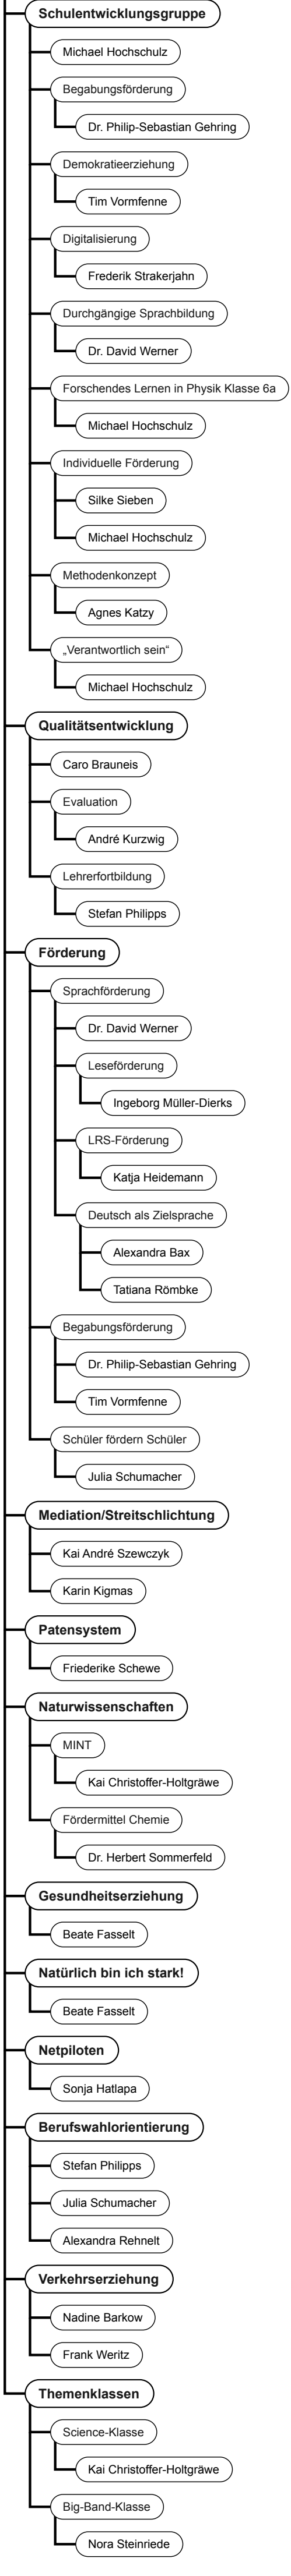 Schulentwicklungsgruppe
Michael Hochschulz
Begabungsförderung
Dr. Philip-Sebastian Gehring
Demokratieerziehung
Tim Vormfenne
Digitalisierung
Frederik Strakerjahn
Durchgängige Sprachbildung
Dr. David Werner
Forschendes Lernen in Physik Klasse 6a
Michael Hochschulz
Individuelle Förderung
Silke Sieben
Michael Hochschulz
Methodenkonzept
Agnes Katzy
„Verantwortlich sein“
Michael Hochschulz
Qualitätsentwicklung
Caro Brauneis
Evaluation
André Kurzwig
Lehrerfortbildung
Stefan Philipps
Förderung
Sprachförderung
Dr. David Werner
Leseförderung
Ingeborg Müller-Dierks
LRS-Förderung
Katja Heidemann
Deutsch als Zielsprache
Alexandra Bax
Tatiana Römbke
Begabungsförderung
Dr. Philip-Sebastian Gehring
Tim Vormfenne
Schüler fördern Schüler
Julia Schumacher
Mediation/Streitschlichtung
Kai André Szewczyk
Karin Kigmas
Patensystem
Friederike Schewe
Naturwissenschaften
MINT
Kai Christoffer-Holtgräwe
Fördermittel Chemie
Dr. Herbert Sommerfeld
Gesundheitserziehung
Beate Fasselt
Natürlich bin ich stark!
Beate Fasselt
Netpiloten
Sonja Hatlapa
Berufswahlorientierung
Stefan Philipps
Julia Schumacher
Alexandra Rehnelt
Verkehrserziehung
Nadine Barkow
Frank Weritz
Themenklassen
Science-Klasse
Kai Christoffer-Holtgräwe
Big-Band-Klasse
Nora Steinriede